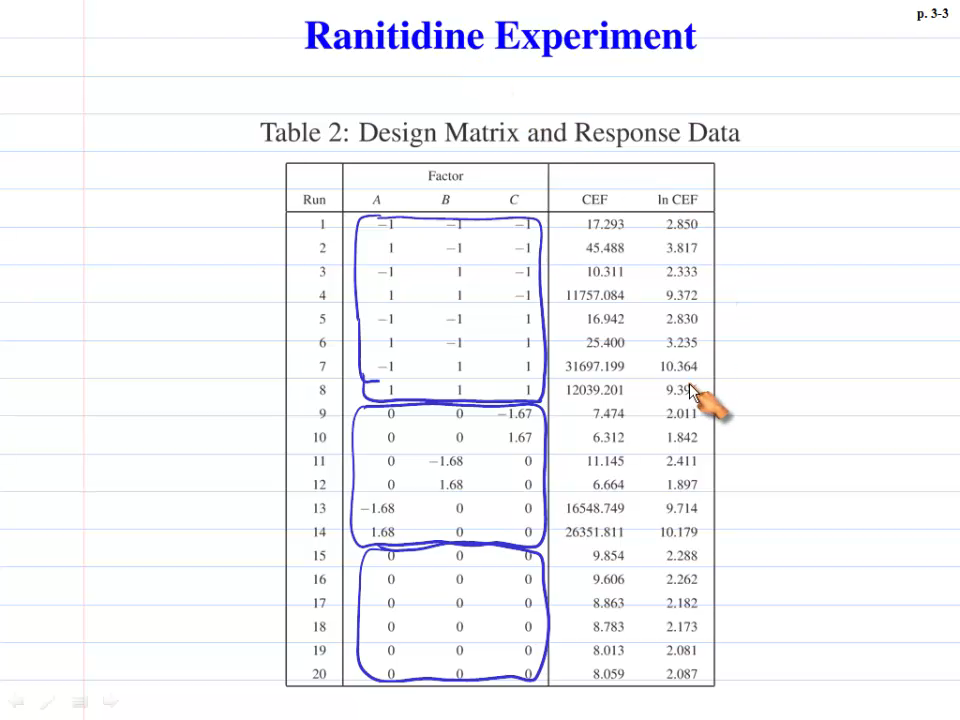 p. 3-3
Ranitidine Experiment
Table 2: Design Matrix and Response Data
Factor
Run A B C CEF ln CEF
1 −1 −1 −1 17.293 2.850
2 1 −1 −1 45.488 3.817
3 −1 1 −1 10.311 2.333
4 1 1 −1 11757.084 9.372
5 −1 −1 1 16.942 2.830
6 1 −1 1 25.400 3.235
7 −1 1 1 31697.199 10.364
8 1 1 1 12039.201
9 0 0 −1.67 7.474 2.011
10 0 0 1.67 6.312 1.842
11 0 −1.68 0 11.145 2.411
12 0 1.68 0 6.664 1.897
13 −1.68 0 0 16548.749 9.714
14 1.68 0 0 26351.811 10.179
15 0 0 0 9.854 2.288
16 0 0 0 9.606 2.262
17 0 0 0 8.863 2.182
18 0 0 0 8.783 2.173
19 0 0 0 8.013 2.081
20 0 0 0 8.059 2.087